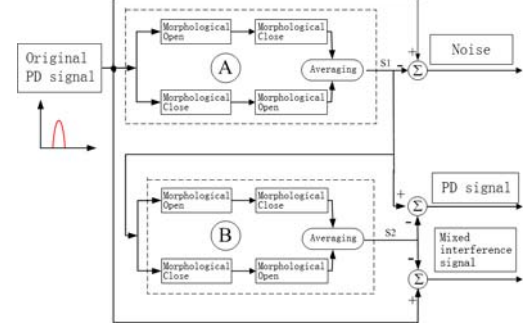 Original
PD signal
Morphological
Open
Morphological
Close
A
Averaging
Morphological
Close
Morphological
Open
S1
-
+
Σ
Noise
Morphological
Open
Morphological
Close
B
Averaging
Morphological
Close
Morphological
Open
S2
+
Σ
-
PD signal
-
Σ
+
Mixed
interference
signal